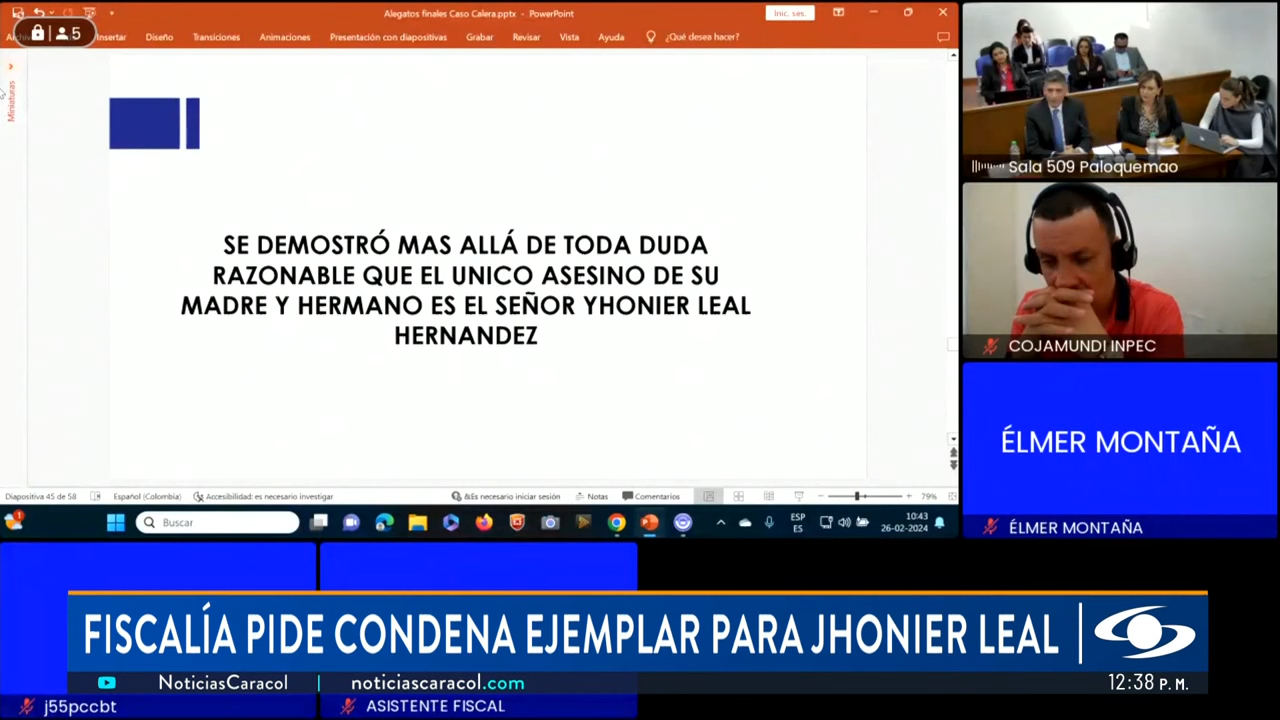 Alegatos finales Caso Calera.pptx - PowerPoint
Inic. ses.
5
Insertar Diseño Transiciones Animaciones Presentación con diapositivas Grabar Revisar Vista Ayuda ¿Qué desea hacer?
Miniaturas
SE DEMOSTRÓ MAS ALLÁ DE TODA DUDA
RAZONABLE QUE EL UNICO ASESINO DE SU
MADRE Y HERMANO ES EL SEÑOR YHONIER LEAL
HERNANDEZ
Sala 509 Paloquemao
COJAMUNDI INPEC
ÉLMER MONTAÑA
ÉLMER MONTAÑA
Diapositiva 45 de 58 Español (Colombia) Accesibilidad: es necesario investigar Es necesario iniciar sesión Notas Comentarios 79%
1
Buscar
ESP
ES
10:43
26-02-2024
FISCALÍA PIDE CONDENA EJEMPLAR PARA JHONIER LEAL
NoticiasCaracol | noticiascaracol.com
12:38 P. M.
j55pccbt
ASISTENTE FISCAL